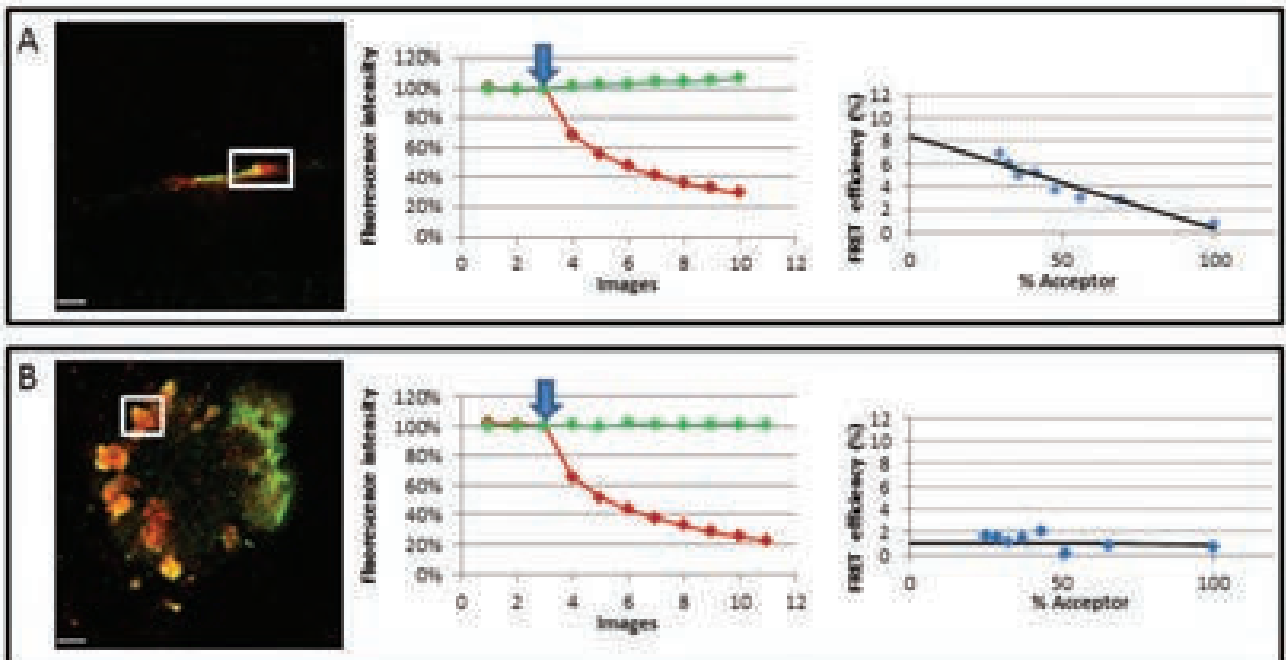 A
Fluorescence intensity
120%
100%
80%
60%
40%
20%
0%
0 2 4 6 8 10 12
Images
FRET efficiency (%)
12
10
8
6
4
2
0
0 50 100
% Acceptor
B
Fluorescence intensity
120%
100%
80%
60%
40%
20%
0%
0 2 4 6 8 10 12
Images
FRET efficiency (%)
12
10
8
6
4
2
0
0 50 100
% Acceptor